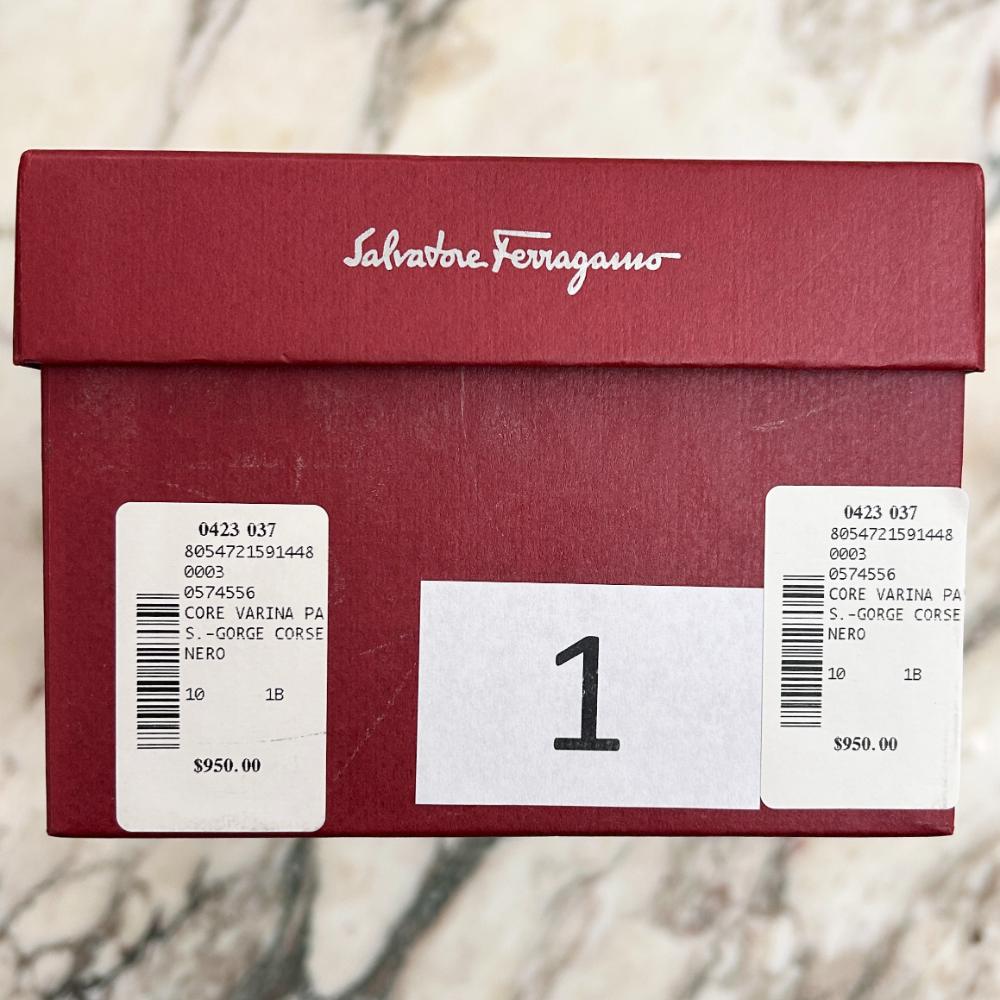 Salvatore Ferragamo
0423 037
8054721591448
0003
0574556
CORE VARINA PA
S.-GORGE CORSE
NERO
10 1B
$950.00
1
0423 037
8054721591448
0003
0574556
CORE VARINA PA
S.-GORGE CORSE
NERO
10 1B
$950.00